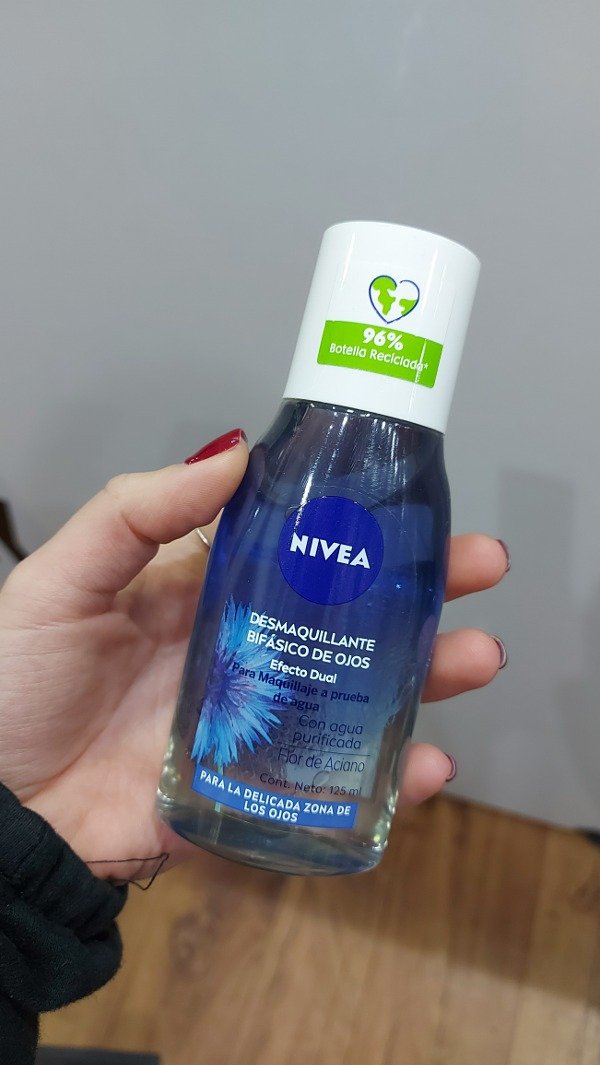 96%
Botella Reciclada*
NIVEA
DESMAQUILLANTE
BIFÁSICO DE OJOS
Efecto Dual
Para Maquillaje a prueba
de agua
Con agua
purificada
Flor de Aciano
Cont. Neto: 125 ml
PARA LA DELICADA ZONA DE
LOS OJOS